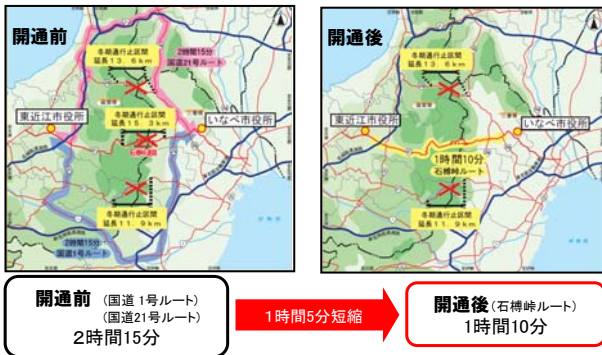 開通前
冬期通行止区間
延長13.6km
2時間15分
国道21号ルート
東近江市役所
いなべ市役所
冬期通行止区間
延長15.3km
冬期通行止区間
延長11.9km
2時間15分
国道1号ルート
開通後
冬期通行止区間
延長13.6km
東近江市役所
いなべ市役所
1時間10分
石榑峠ルート
冬期通行止区間
延長11.9km
開通前 (国道 1号ルート)
(国道21号ルート)
2時間15分
1時間5分短縮
開通後(石榑峠ルート)
1時間10分